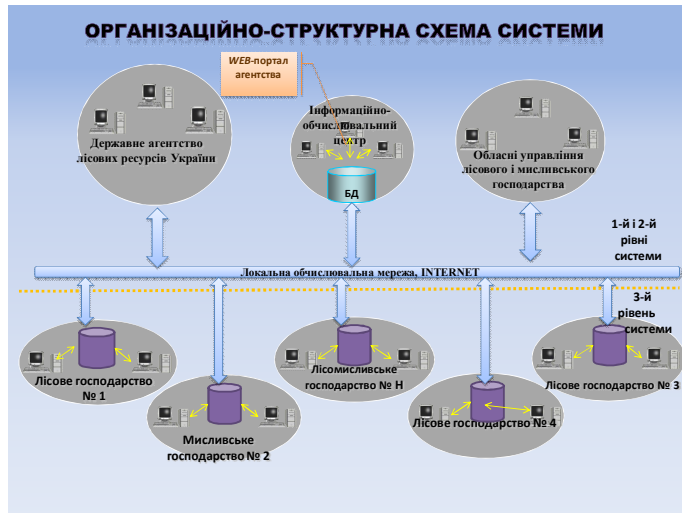 ОРГАНІЗАЦІЙНО-СТРУКТУРНА СХЕМА СИСТЕМИ
WEB-портал
агентства
Інформаційно-
обчислювальний
центр
Державне агентство
лісових ресурсів України
Обласні управління
лісового і мисливського
господарства
БД
1-й і 2-й
рівні
системи
Локальна обчислювальна мережа, INTERNET
3-й
рівень
системи
Лісове господарство
№ 1
Лісомисливське
господарство № Н
Лісове господарство № 3
Мисливське
господарство № 2
Лісове господарство № 4